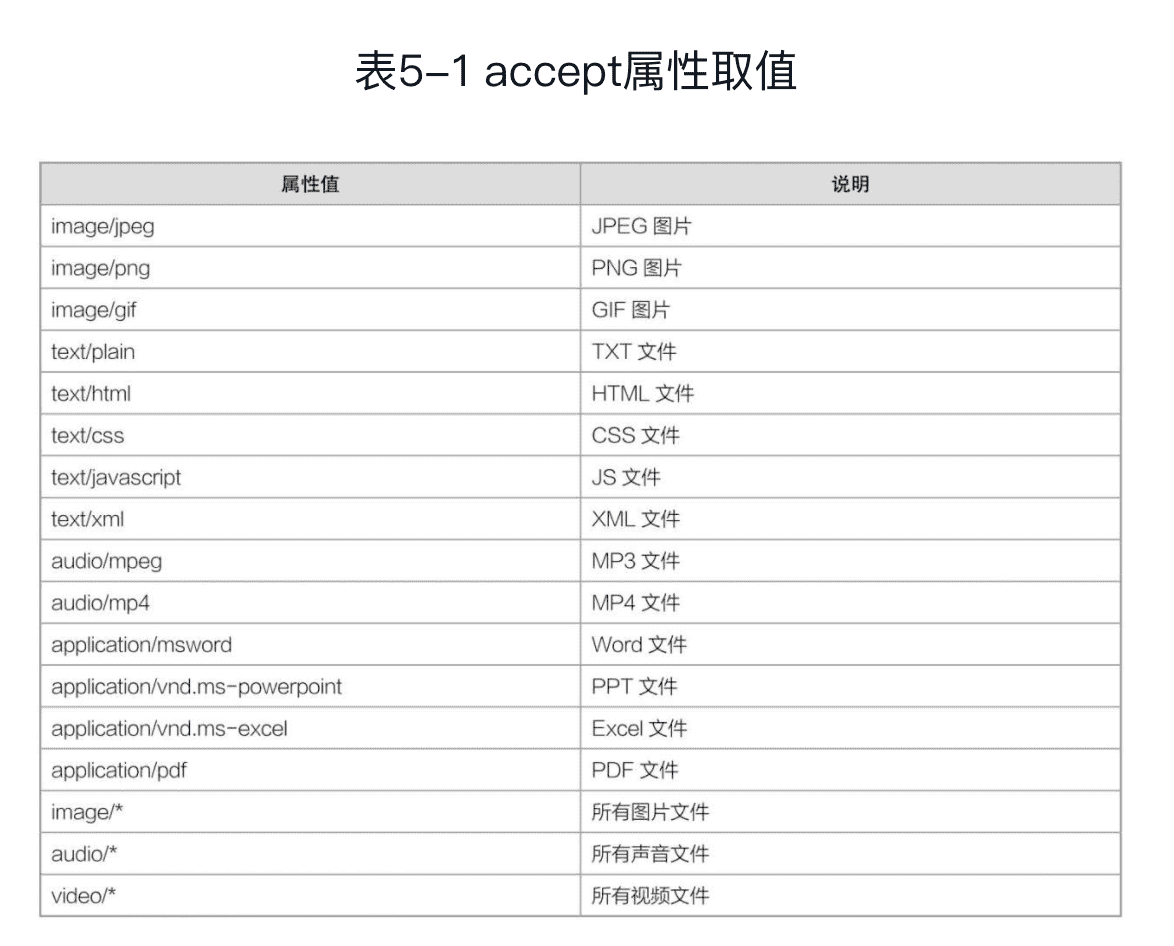 表5-1 accept属性取值
属性值 说明
image/jpeg JPEG 图片
image/png PNG 图片
image/gif GIF 图片
text/plain TXT 文件
text/html HTML 文件
text/css CSS 文件
text/javascript JS 文件
text/xml XML 文件
audio/mpeg MP3 文件
audio/mp4 MP4 文件
application/msword Word 文件
application/vnd.ms-powerpoint PPT 文件
application/vnd.ms-excel Excel 文件
application/pdf PDF 文件
image/* 所有图片文件
audio/* 所有声音文件
video/* 所有视频文件